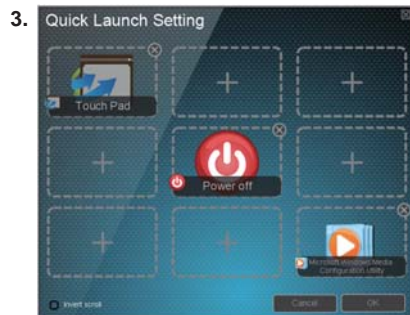 3.
Quick Launch Setting
Touch Pad
Power off
Microsoft Windows Media
Configuration Utility
Invert scroll
Cancel
OK